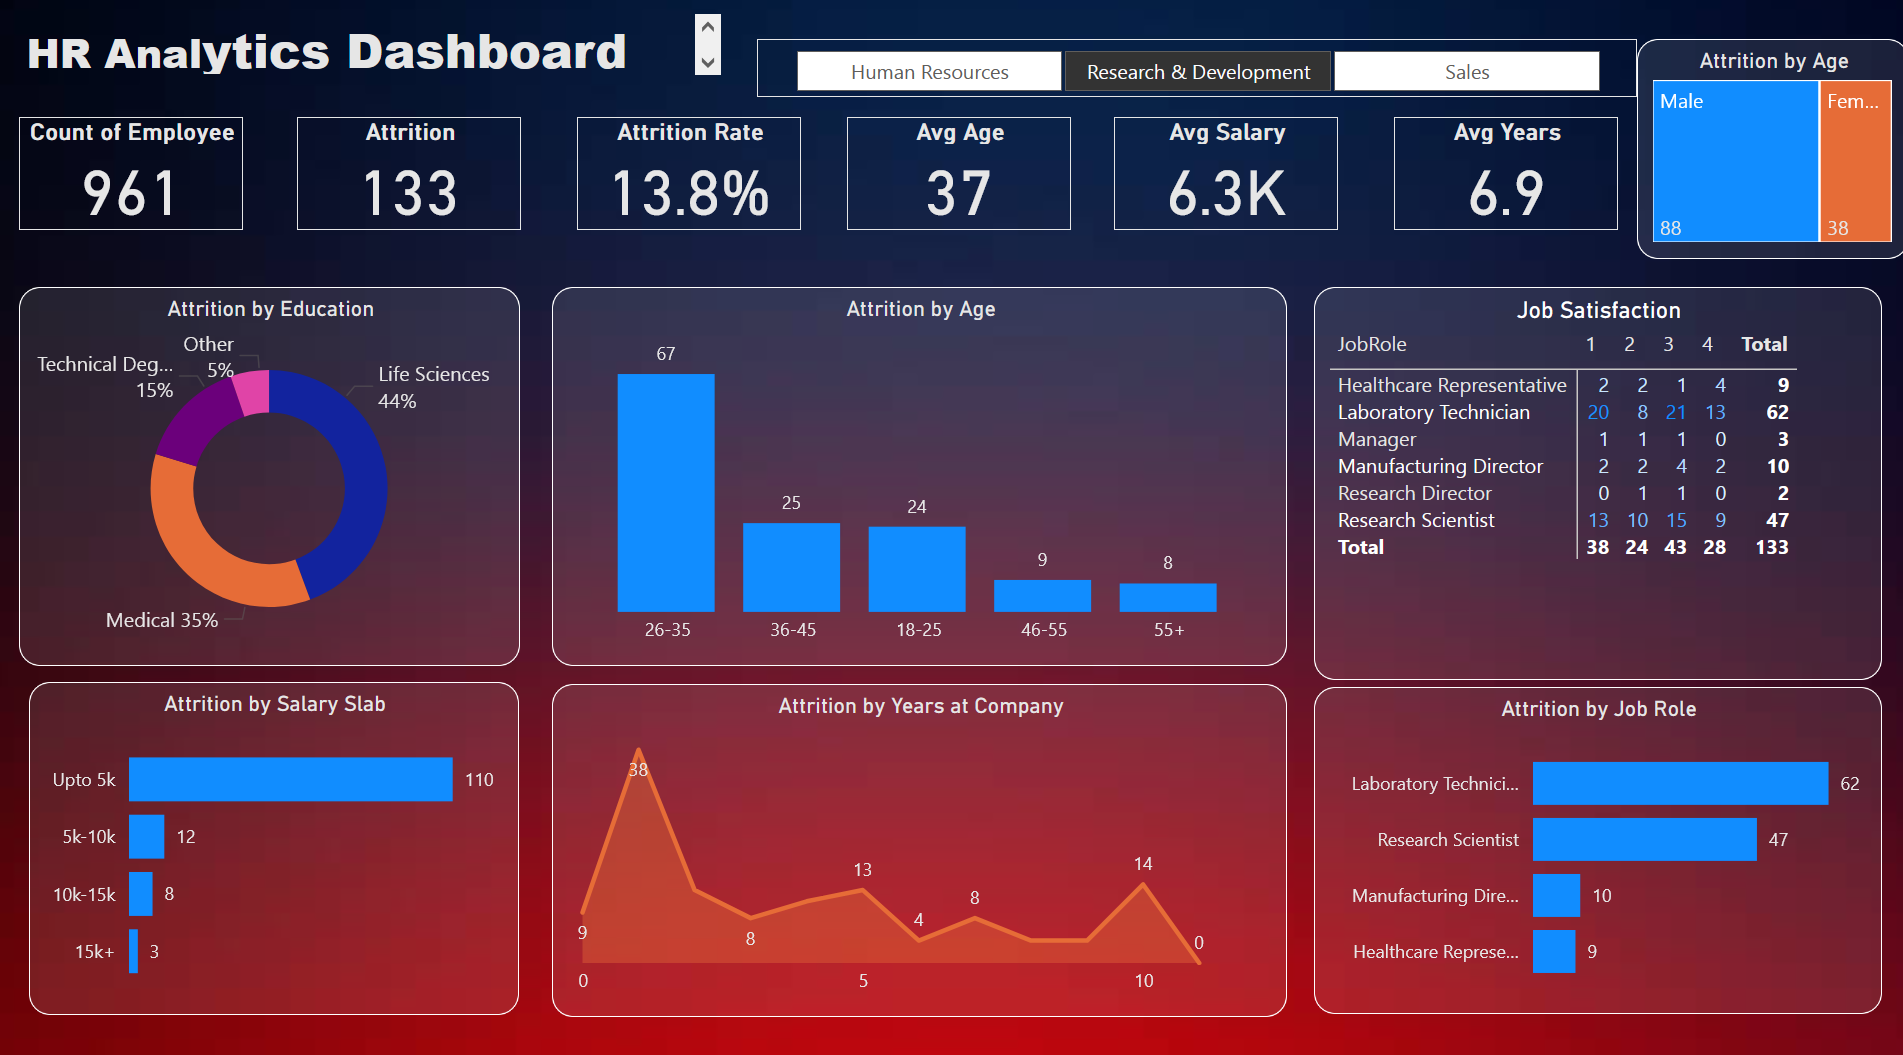 HR Analytics Dashboard
Human Resources
Research & Development
Sales
Attrition by Age
Male
Fem...
88
38
Count of Employee
961
Attrition
133
Attrition Rate
13.8%
Avg Age
37
Avg Salary
6.3K
Avg Years
6.9
Attrition by Education
Other
5%
Technical Deg...
15%
Life Sciences
44%
Medical 35%
Attrition by Age
67
25
24
9
8
26-35
36-45
18-25
46-55
55+
Job Satisfaction
JobRole 1 2 3 4 Total
Healthcare Representative 2 2 1 4 9
Laboratory Technician 20 8 21 13 62
Manager 1 1 1 0 3
Manufacturing Director 2 2 4 2 10
Research Director 0 1 1 0 2
Research Scientist 13 10 15 9 47
Total 38 24 43 28 133
Attrition by Salary Slab
Upto 5k 110
5k-10k 12
10k-15k 8
15k+ 3
Attrition by Years at Company
9
38
8
13
4
8
14
0
0
5
10
Attrition by Job Role
Laboratory Technici... 62
Research Scientist 47
Manufacturing Dire... 10
Healthcare Represe... 9